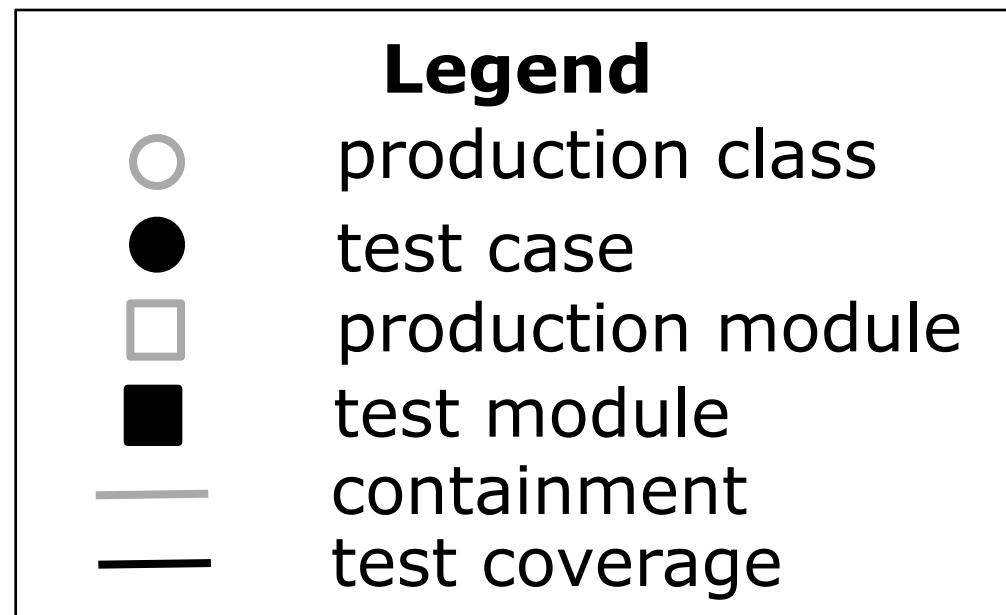 Legend
production class
test case
production module
test module
containment
test coverage